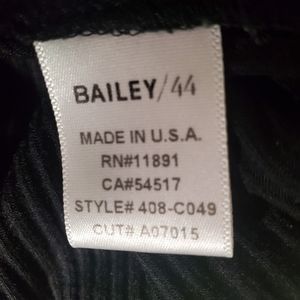 BAILEY/44
MADE IN U.S.A.
RN#11891
CA#54517
STYLE# 408-C049
CUT# A07015